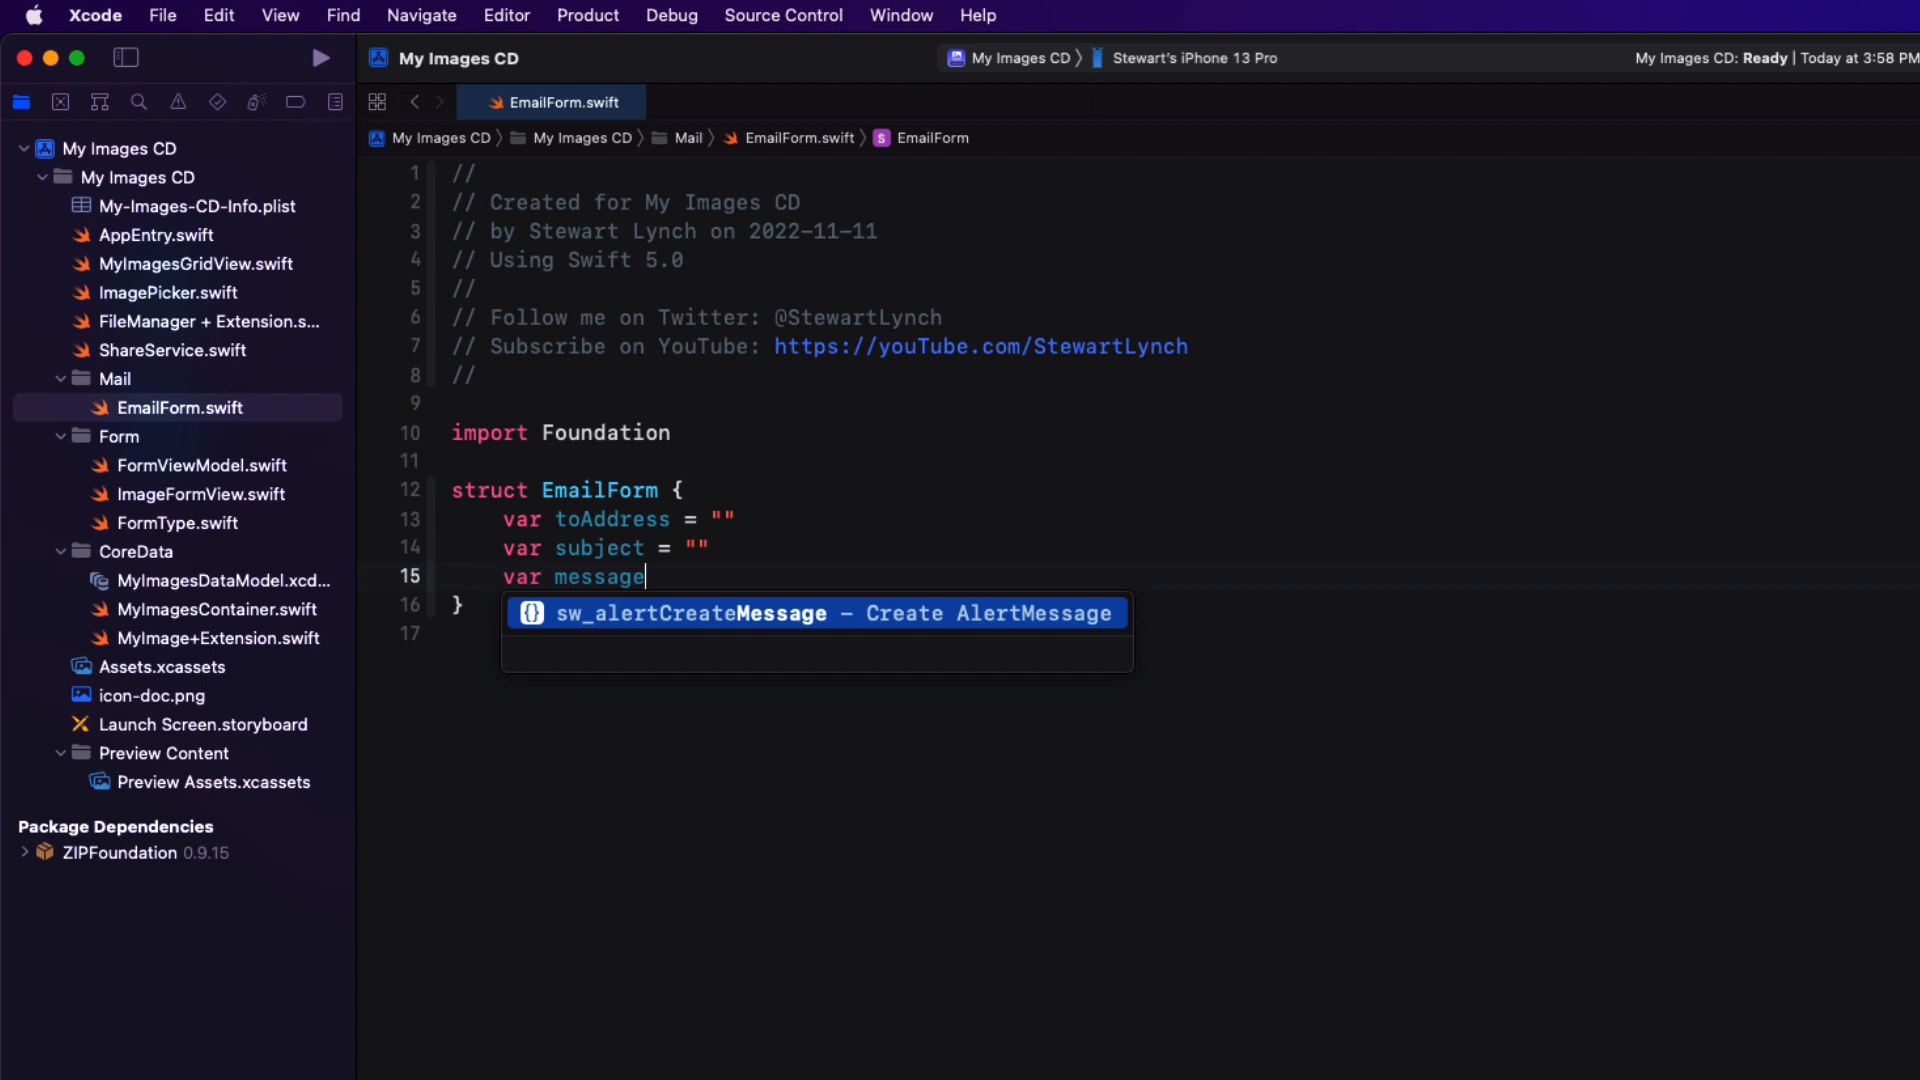 Xcode File Edit View Find Navigate Editor Product Debug Source Control Window Help
My Images CD
My Images CD 〉 Stewart's iPhone 13 Pro
My Images CD: Ready | Today at 3:58 PM
EmailForm.swift
My Images CD 〉 My Images CD 〉 Mail 〉 EmailForm.swift 〉 S EmailForm
My Images CD
My Images CD
My-Images-CD-Info.plist
AppEntry.swift
MyImagesGridView.swift
ImagePicker.swift
FileManager + Extension.s...
ShareService.swift
Mail
EmailForm.swift
Form
FormViewModel.swift
ImageFormView.swift
FormType.swift
CoreData
MyImagesDataModel.xcd...
MyImagesContainer.swift
MyImage+Extension.swift
Assets.xcassets
icon-doc.png
Launch Screen.storyboard
Preview Content
Preview Assets.xcassets
Package Dependencies
ZIPFoundation 0.9.15
1 //
2 // Created for My Images CD
3 // by Stewart Lynch on 2022-11-11
4 // Using Swift 5.0
5 //
6 // Follow me on Twitter: @StewartLynch
7 // Subscribe on YouTube: https://youTube.com/StewartLynch
8 //
9
10 import Foundation
11
12 struct EmailForm {
13 var toAddress = ""
14 var subject = ""
15 var message
16 }
{} sw_alertCreateMessage – Create AlertMessage
17